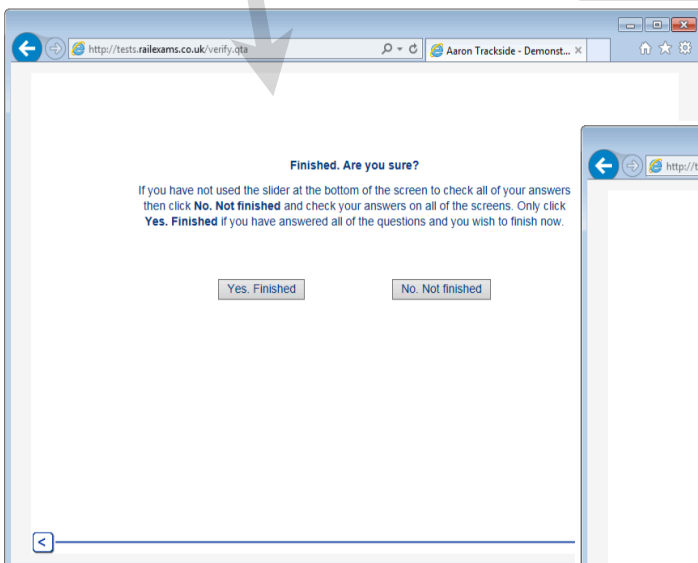 http://tests.railexams.co.uk/verify.qta
Aaron Trackside - Demonst...
http://t
Finished. Are you sure?
If you have not used the slider at the bottom of the screen to check all of your answers
then click No. Not finished and check your answers on all of the screens. Only click
Yes. Finished if you have answered all of the questions and you wish to finish now.
Yes. Finished
No. Not finished
<